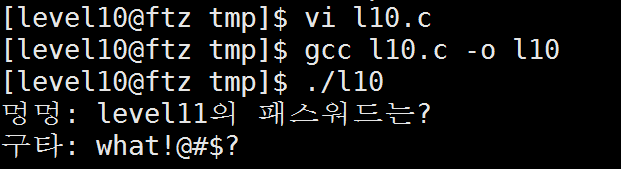 [level10@ftz tmp]$ vi l10.c
[level10@ftz tmp]$ gcc l10.c -o l10
[level10@ftz tmp]$ ./l10
멍멍: level11의 패스워드는?
구타: what!@#$?